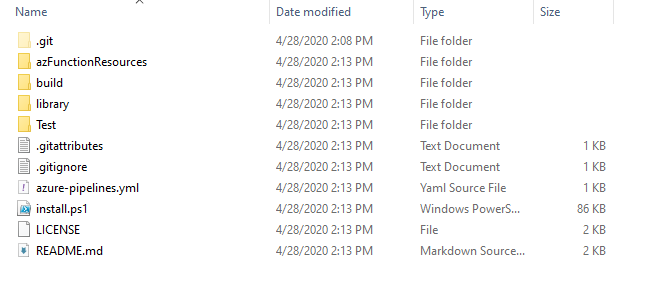 Name Date modified Type Size
.git 4/28/2020 2:08 PM File folder
azFunctionResources 4/28/2020 2:13 PM File folder
build 4/28/2020 2:13 PM File folder
library 4/28/2020 2:13 PM File folder
Test 4/28/2020 2:13 PM File folder
.gitattributes 4/28/2020 2:13 PM Text Document 1 KB
.gitignore 4/28/2020 2:13 PM Text Document 1 KB
azure-pipelines.yml 4/28/2020 2:13 PM Yaml Source File 1 KB
install.ps1 4/28/2020 2:13 PM Windows PowerS... 86 KB
LICENSE 4/28/2020 2:13 PM File 2 KB
README.md 4/28/2020 2:13 PM Markdown Source... 2 KB